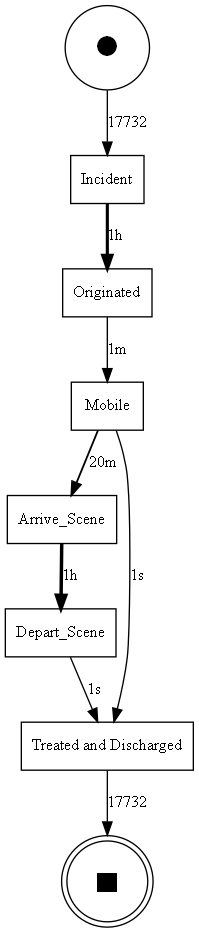 17732
Incident
1h
Originated
1m
Mobile
20m
Arrive_Scene
1h
1s
Depart_Scene
1s
Treated and Discharged
17732